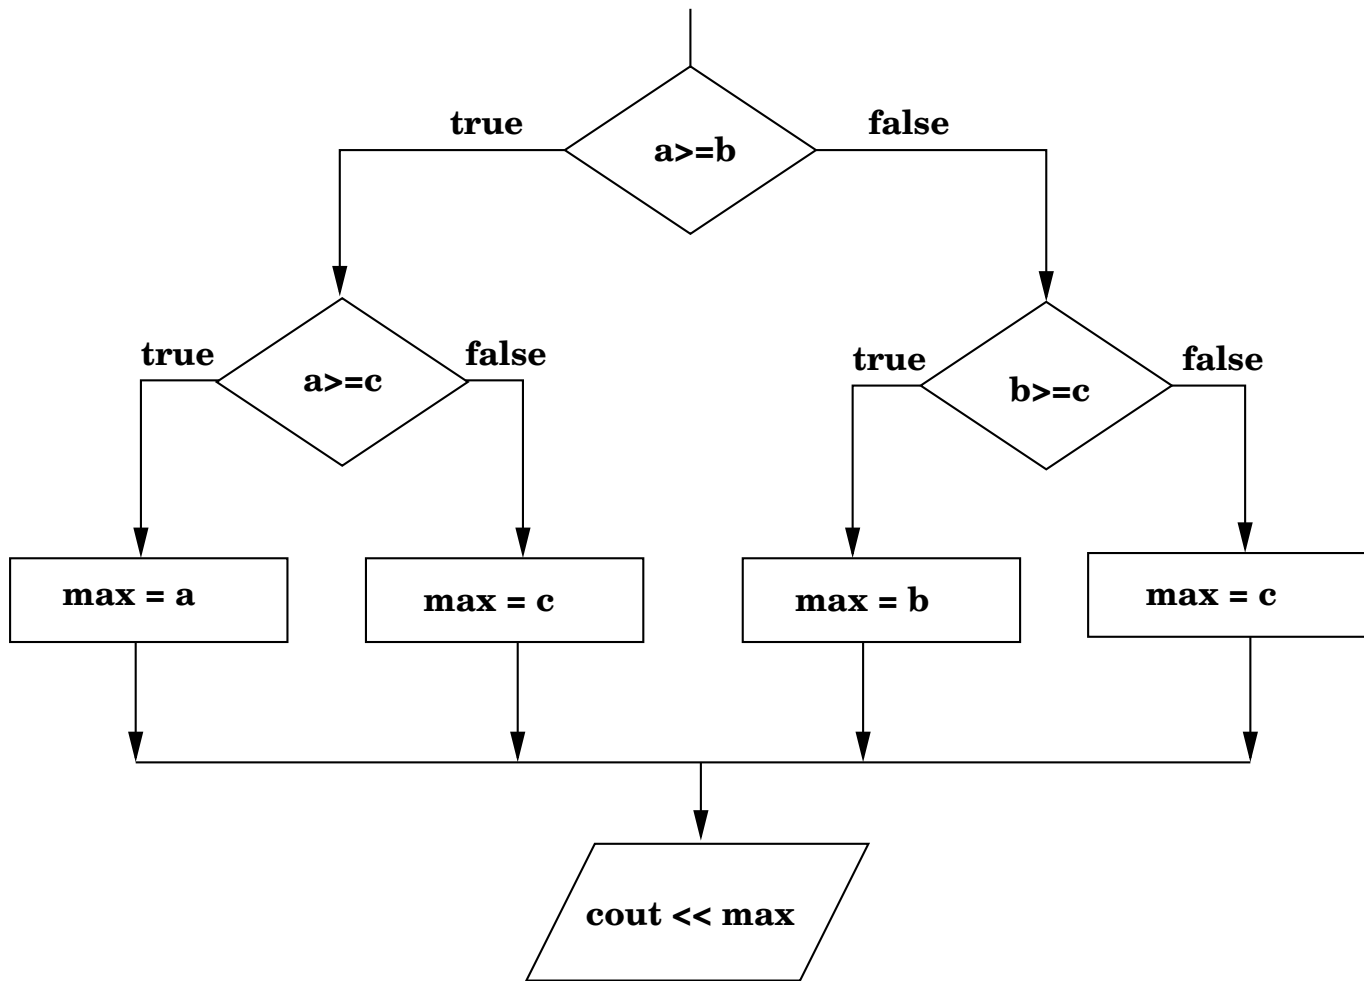 true
false
a>=b
true
false
a>=c
true
false
b>=c
max = a
max = c
max = b
max = c
cout << max